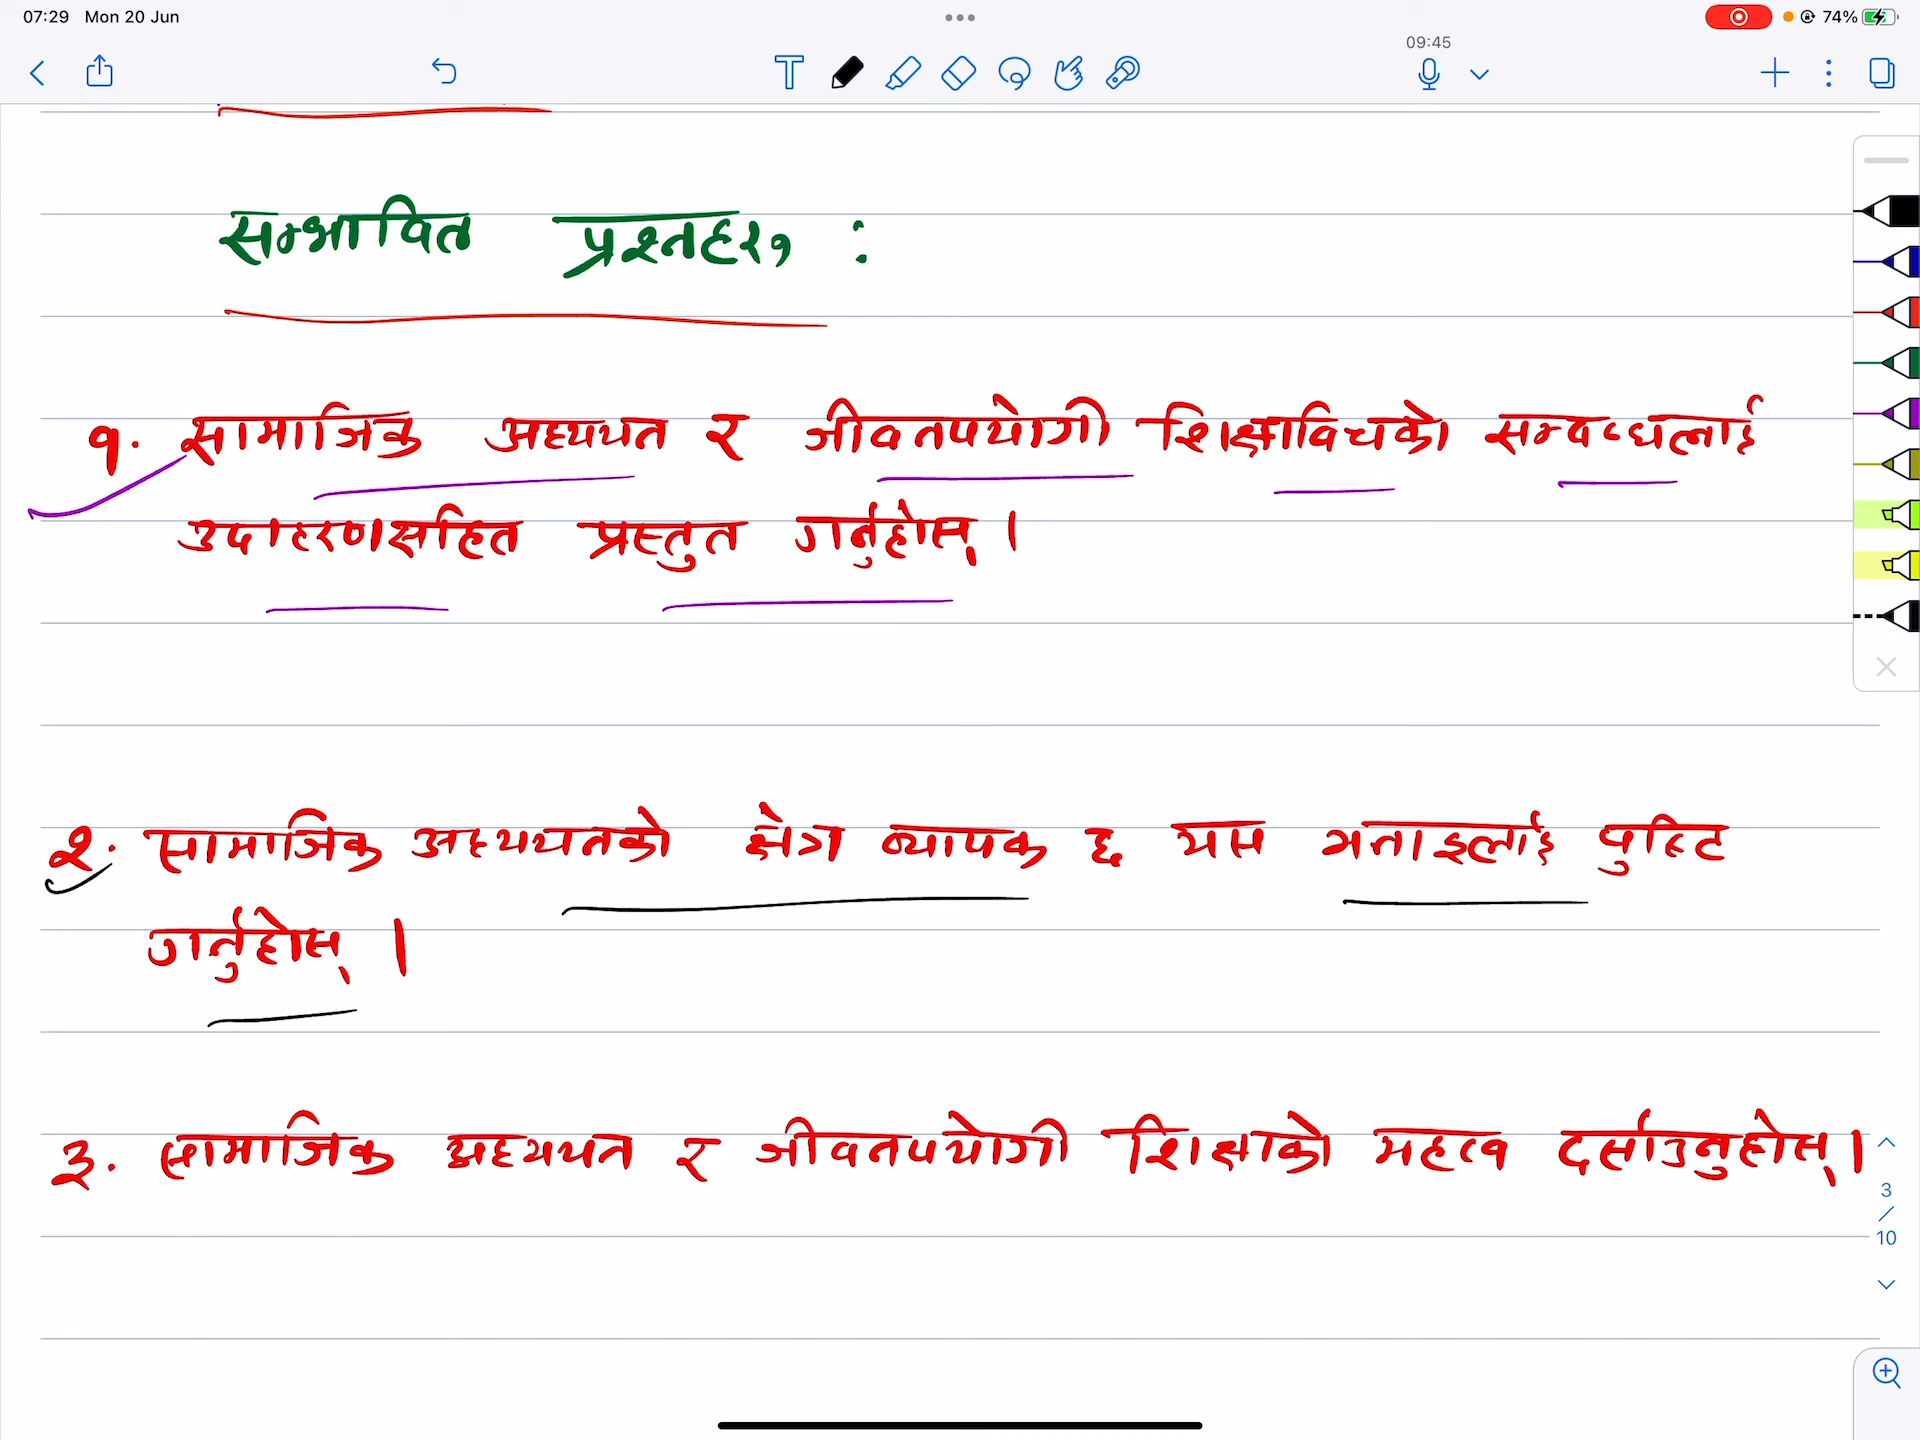 07:29 Mon 20 Jun
74%
09:45
सम्भावित प्रश्नहरु :
१. सामाजिक अध्ययन र जीवनपयोगी शिक्षाविचको सम्बन्धलाई
उदाहरणसहित प्रस्तुत गर्नुहोस् ।
२. सामाजिक अध्ययनको क्षेत्र व्यापक छ यस भनाइलाई पुष्टि
गर्नुहोस् ।
३. सामाजिक अध्ययन र जीवनपयोगी शिक्षाको महत्व दर्साउनुहोस् ।
3
/
10